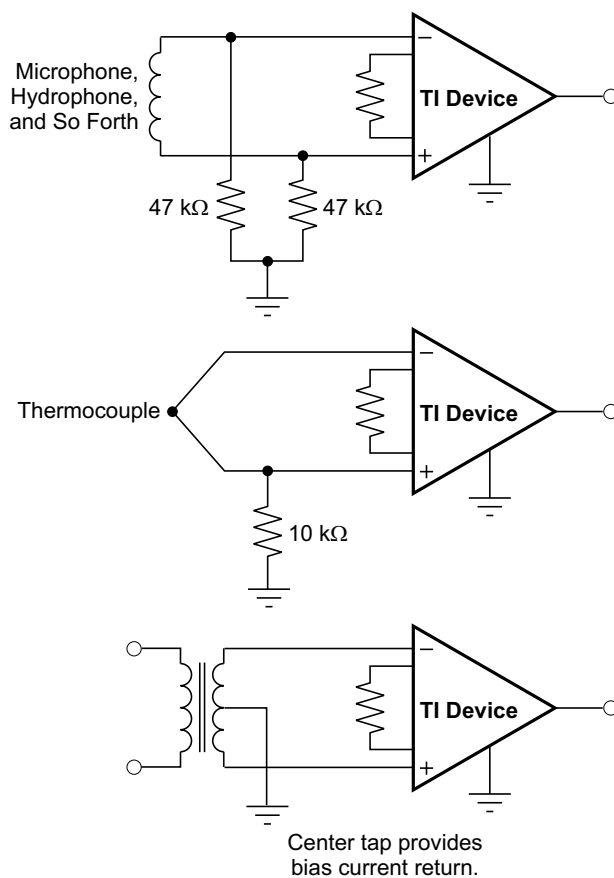 Microphone,
Hydrophone,
and So Forth
−
TI Device
+
47 kΩ
47 kΩ
Thermocouple
−
TI Device
+
10 kΩ
−
TI Device
+
Center tap provides
bias current return.